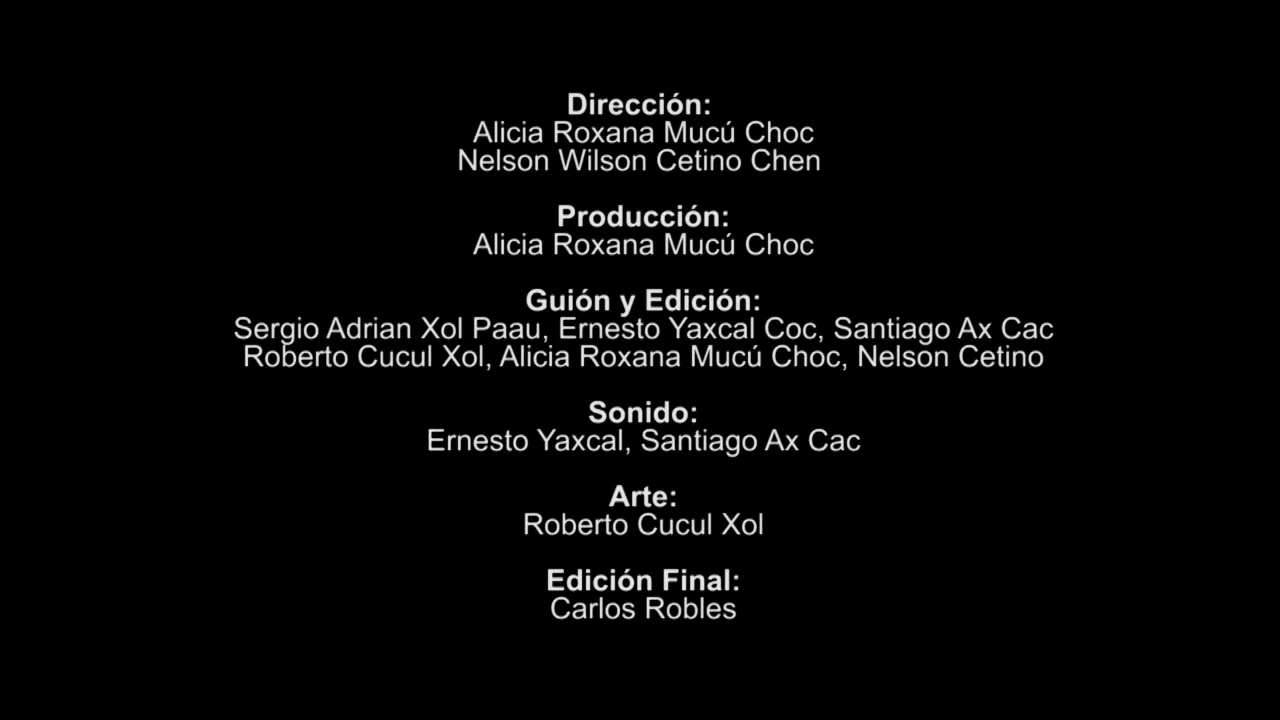 Dirección:
Alicia Roxana Mucú Choc
Nelson Wilson Cetino Chen
Producción:
Alicia Roxana Mucú Choc
Guión y Edición:
Sergio Adrian Xol Paau, Ernesto Yaxcal Coc, Santiago Ax Cac
Roberto Cucul Xol, Alicia Roxana Mucú Choc, Nelson Cetino
Sonido:
Ernesto Yaxcal, Santiago Ax Cac
Arte:
Roberto Cucul Xol
Edición Final:
Carlos Robles